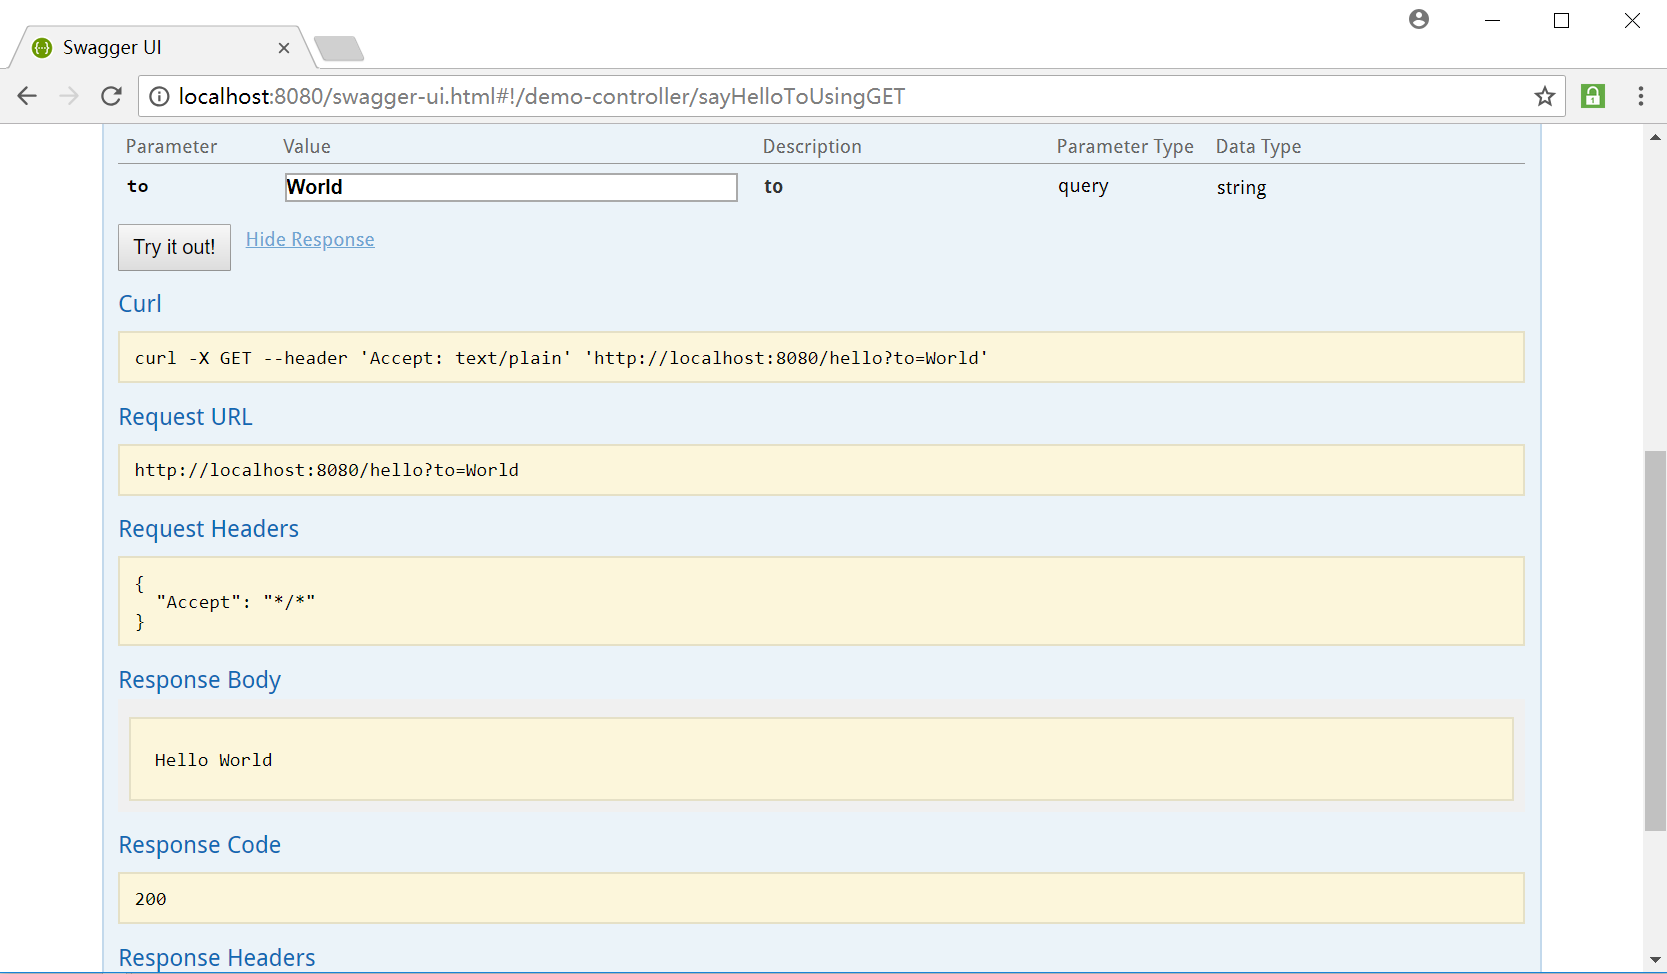 Swagger UI
localhost:8080/swagger-ui.html#!/demo-controller/sayHelloToUsingGET
Parameter Value Description Parameter Type Data Type
to World to query string
Try it out! Hide Response
Curl
curl -X GET --header 'Accept: text/plain' 'http://localhost:8080/hello?to=World'
Request URL
http://localhost:8080/hello?to=World
Request Headers
{
"Accept": "*/*"
}
Response Body
Hello World
Response Code
200
Response Headers